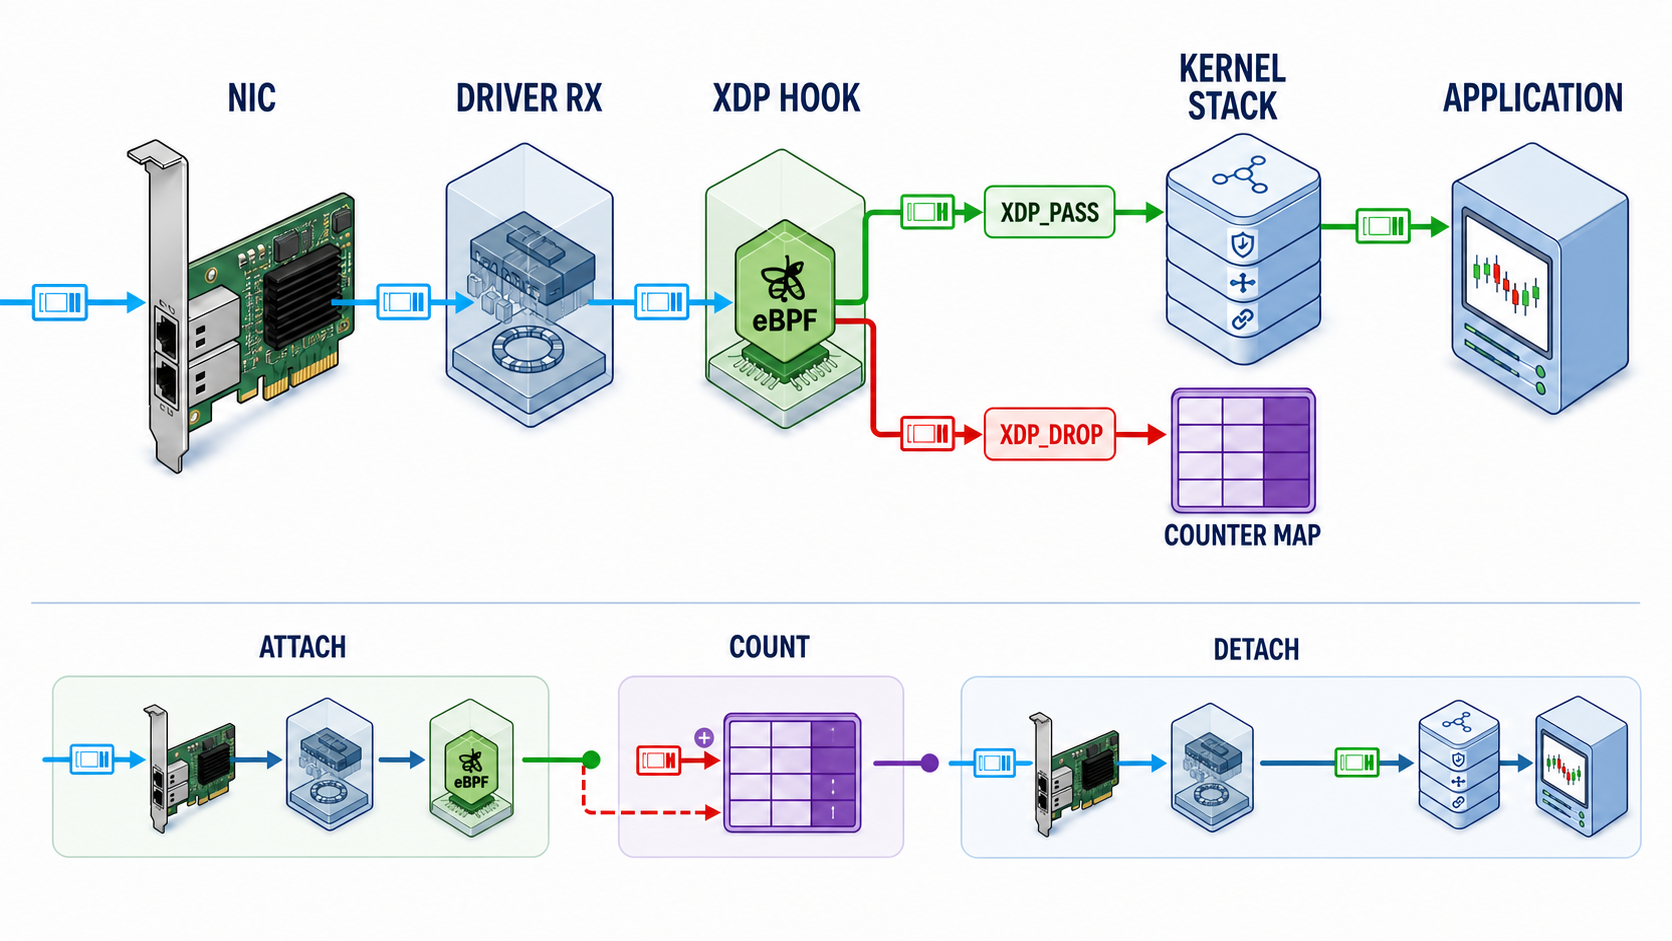 NIC
DRIVER RX
XDP HOOK
KERNEL
STACK
APPLICATION
XDP_PASS
eBPF
XDP_DROP
COUNTER MAP
ATTACH
COUNT
DETACH
eBPF